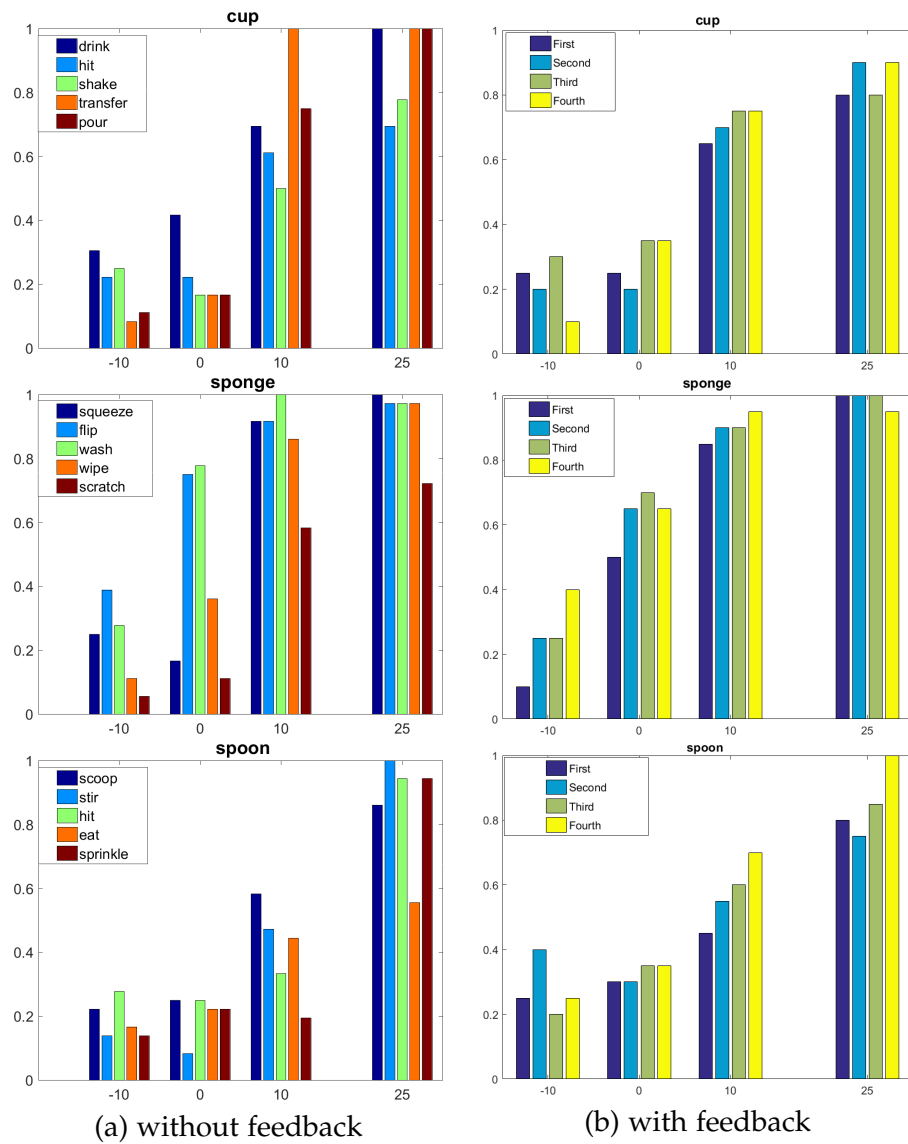 cup
1
0.8
0.6
0.4
0.2
0
drink
hit
shake
transfer
pour
-10 0 10 25
sponge
1
0.8
0.6
0.4
0.2
0
squeeze
flip
wash
wipe
scratch
-10 0 10 25
spoon
1
0.8
0.6
0.4
0.2
0
scoop
stir
hit
eat
sprinkle
-10 0 10 25
(a) without feedback
cup
1
0.8
0.6
0.4
0.2
0
First
Second
Third
Fourth
-10 0 10 25
sponge
1
0.8
0.6
0.4
0.2
0
First
Second
Third
Fourth
-10 0 10 25
spoon
1
0.8
0.6
0.4
0.2
0
First
Second
Third
Fourth
-10 0 10 25
(b) with feedback